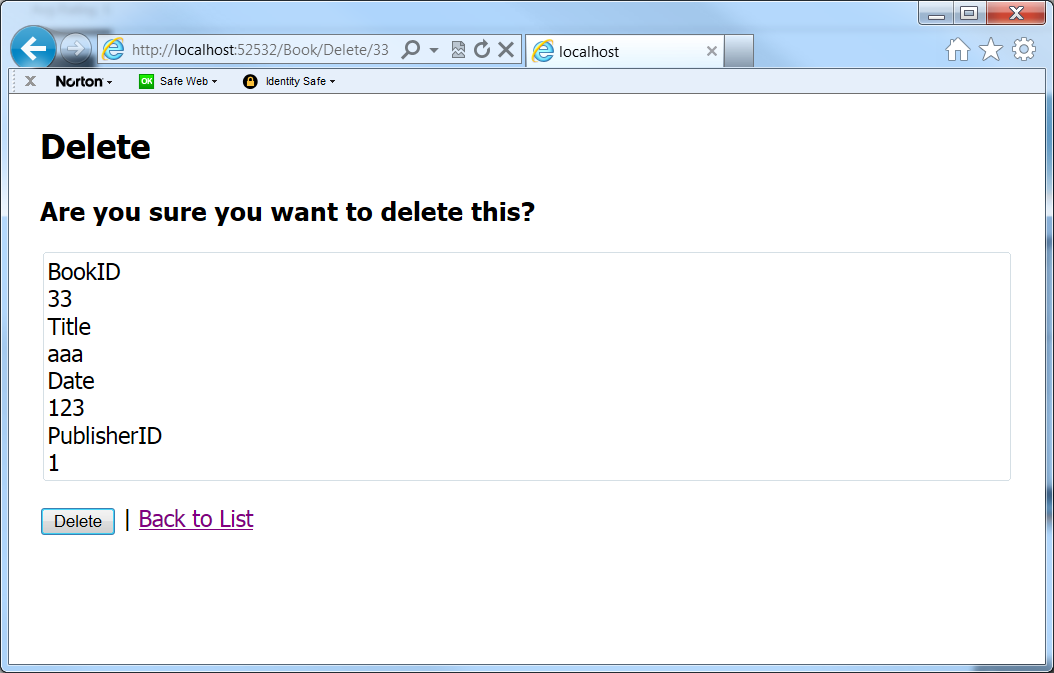 http://localhost:52532/Book/Delete/33
localhost
X Norton
OK Safe Web
Identity Safe
Delete
Are you sure you want to delete this?
BookID
33
Title
aaa
Date
123
PublisherID
1
Delete | Back to List